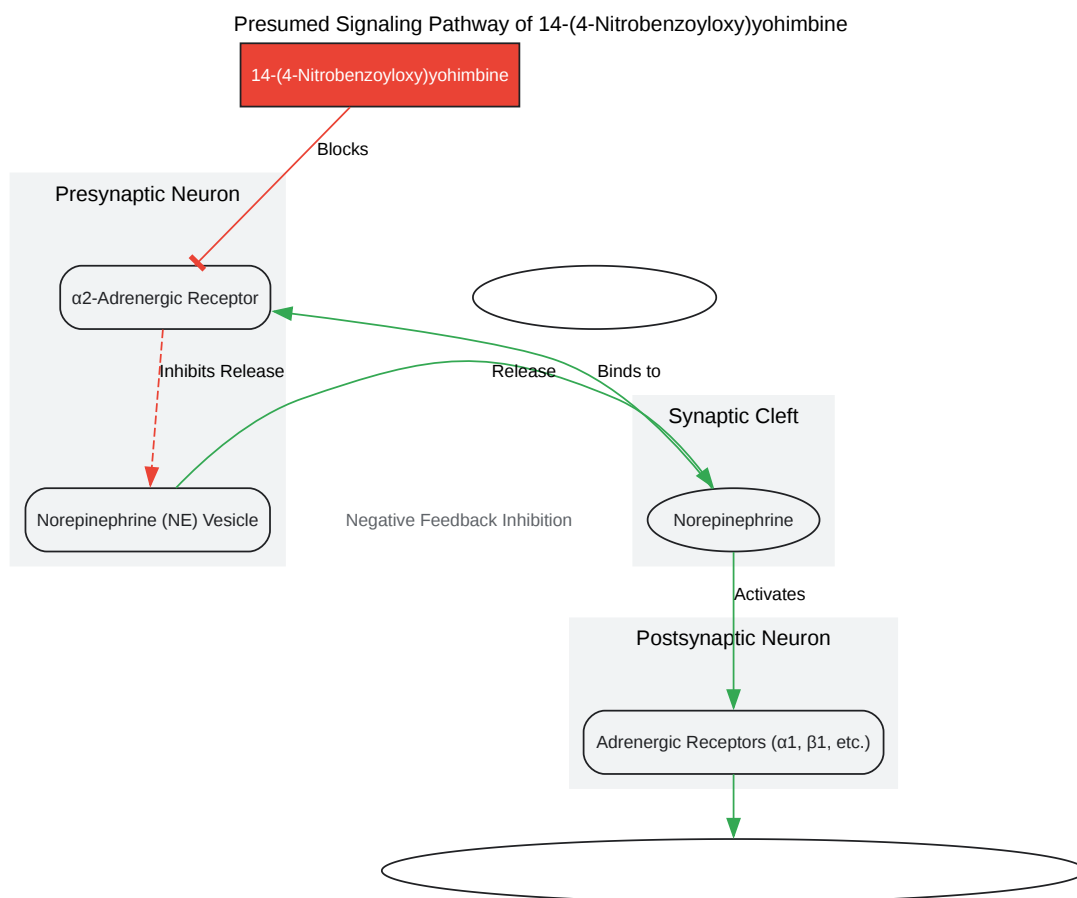 Presumed Signaling Pathway of 14-(4-Nitrobenzoyloxy)yohimbine
14-(4-Nitrobenzoyloxy)yohimbine
Blocks
Presynaptic Neuron
α2-Adrenergic Receptor
Inhibits Release
Release
Binds to
Synaptic Cleft
Norepinephrine (NE) Vesicle
Negative Feedback Inhibition
Norepinephrine
Activates
Postsynaptic Neuron
Adrenergic Receptors (α1, β1, etc.)